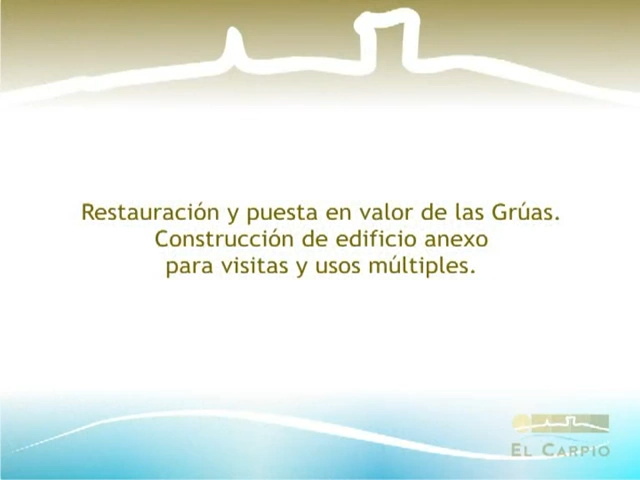 Restauración y puesta en valor de las Grúas.
Construcción de edificio anexo
para visitas y usos múltiples.
EL CARPIO